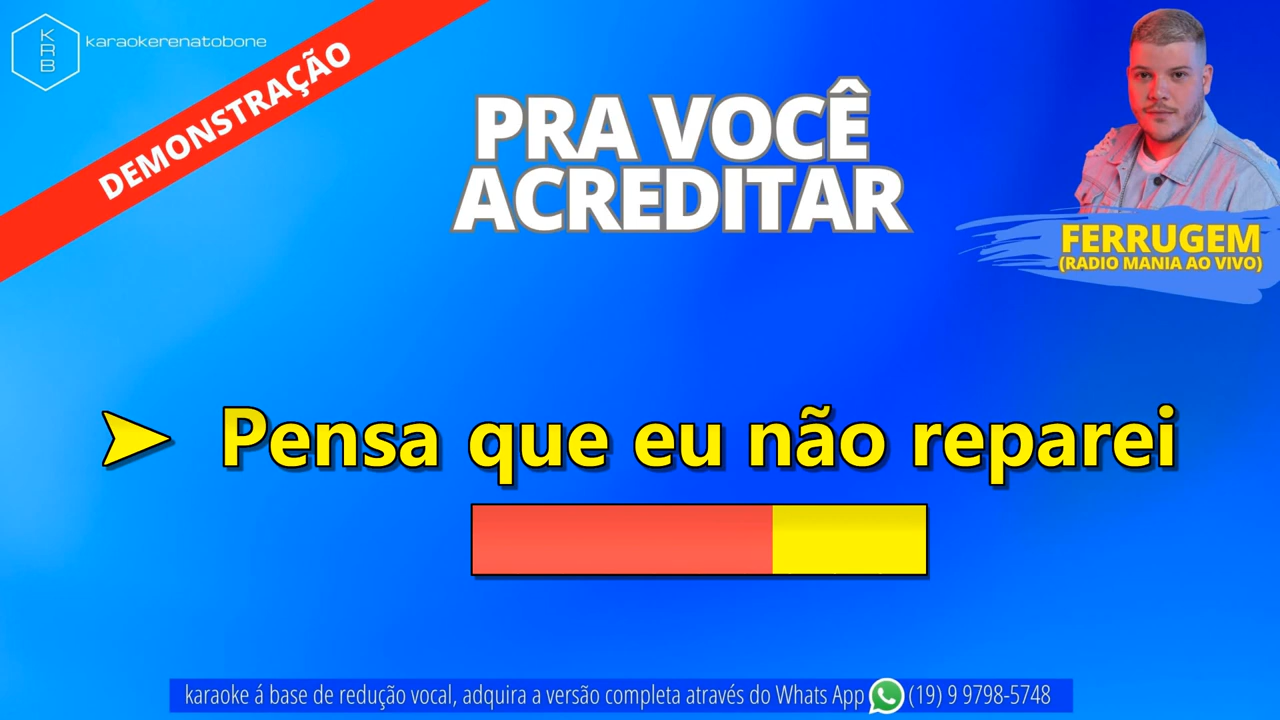 K
R
B
karaokerenatobone
DEMONSTRAÇÃO
PRA VOCÊ
ACREDITAR
FERRUGEM
(RADIO MANIA AO VIVO)
Pensa que eu não reparei
karaoke á base de redução vocal, adquira a versão completa através do Whats App (19) 9 9798-5748